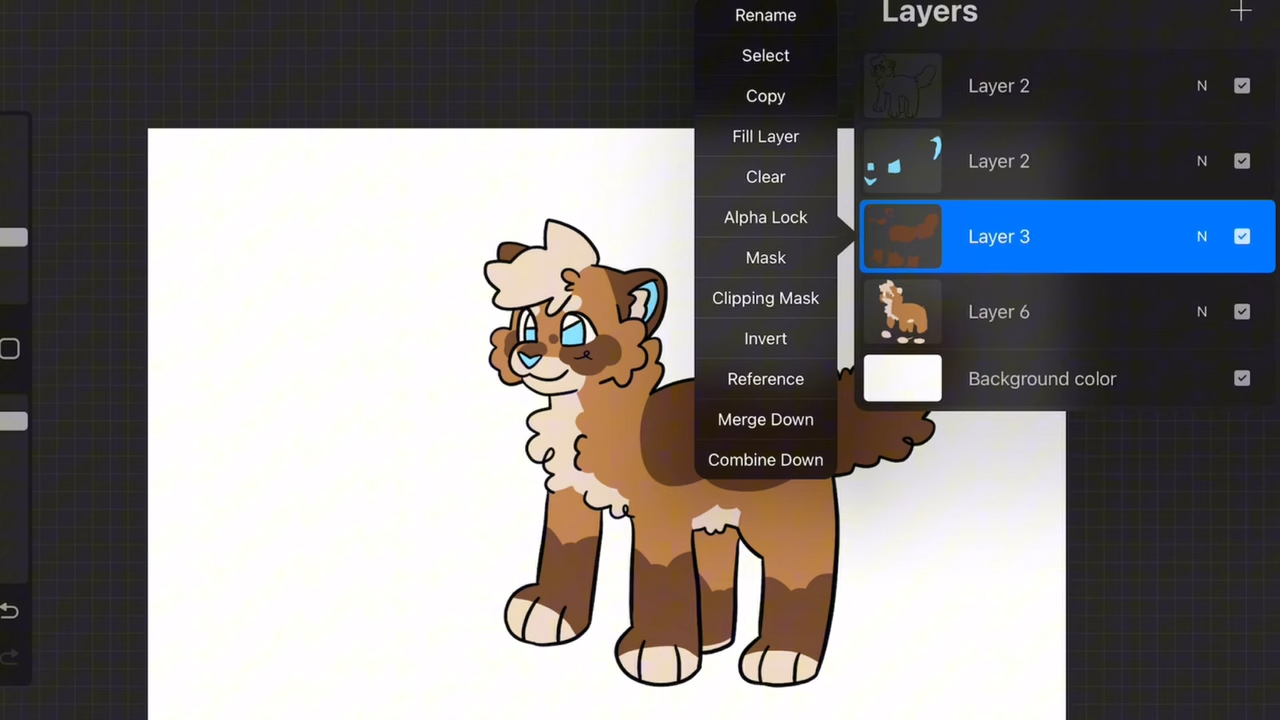 Rename
Select
Copy
Fill Layer
Clear
Alpha Lock
Mask
Clipping Mask
Invert
Reference
Merge Down
Combine Down
Layers
Layer 2 N
Layer 2 N
Layer 3 N
Layer 6 N
Background color